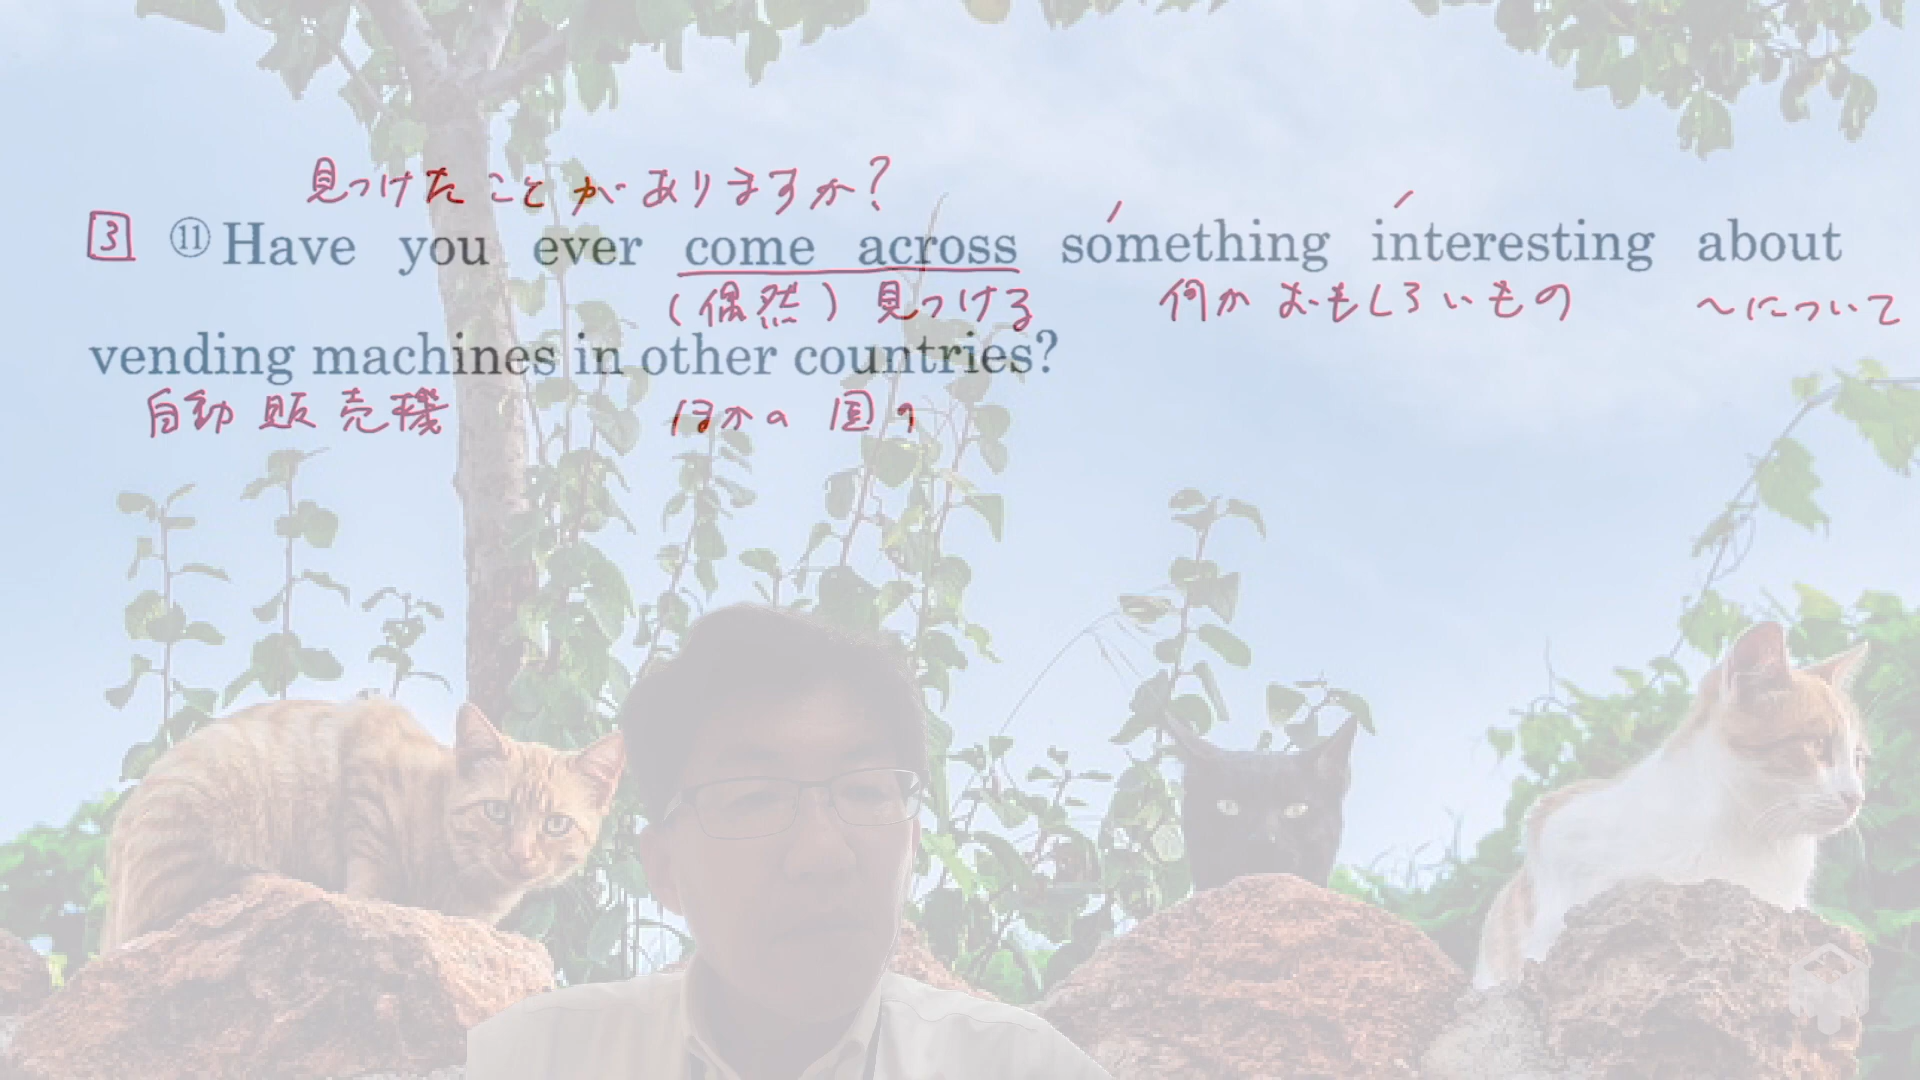 見つけたことがありますか?
3 ⑪ Have you ever come across something interesting about
(偶然)見つける 何かおもしろいもの 〜について
vending machines in other countries?
自動販売機 ほかの国の